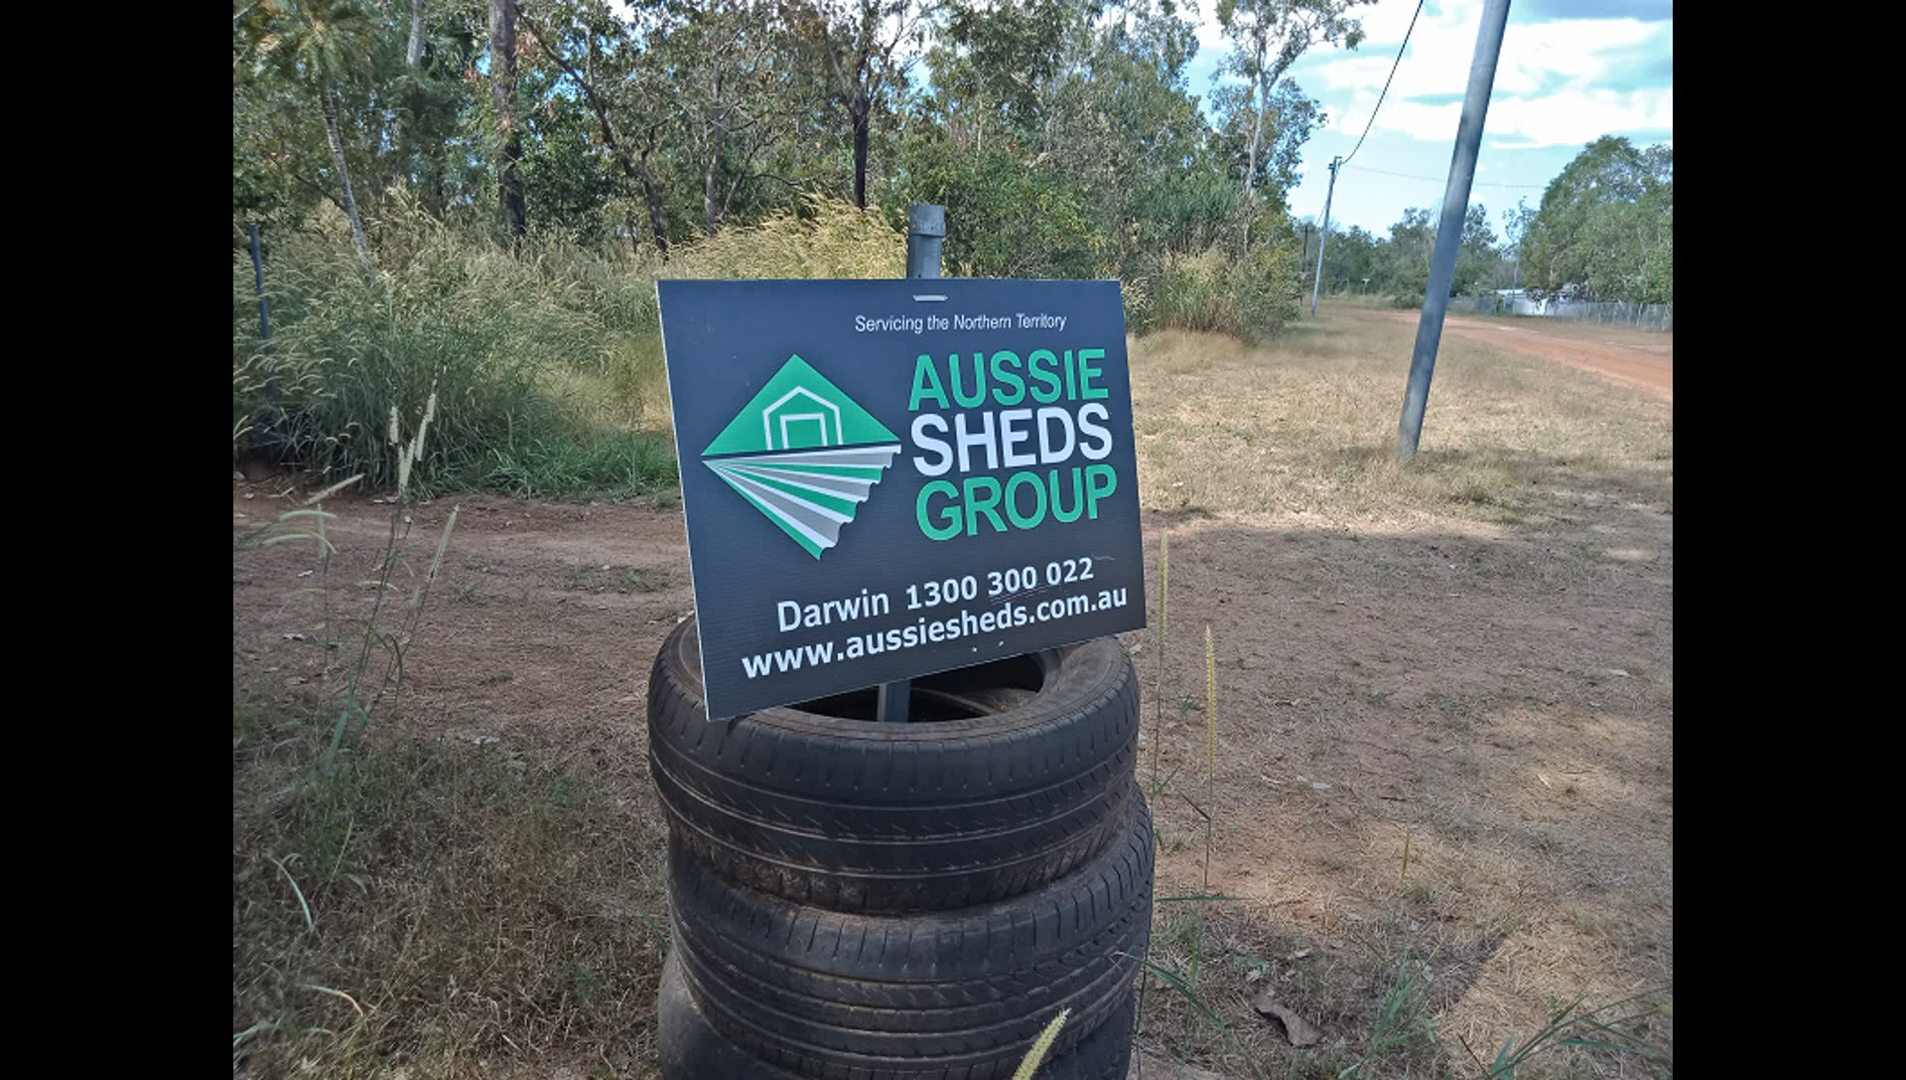 Servicing the Northern Territory
AUSSIE
SHEDS
GROUP
Darwin 1300 300 022
www.aussiesheds.com.au